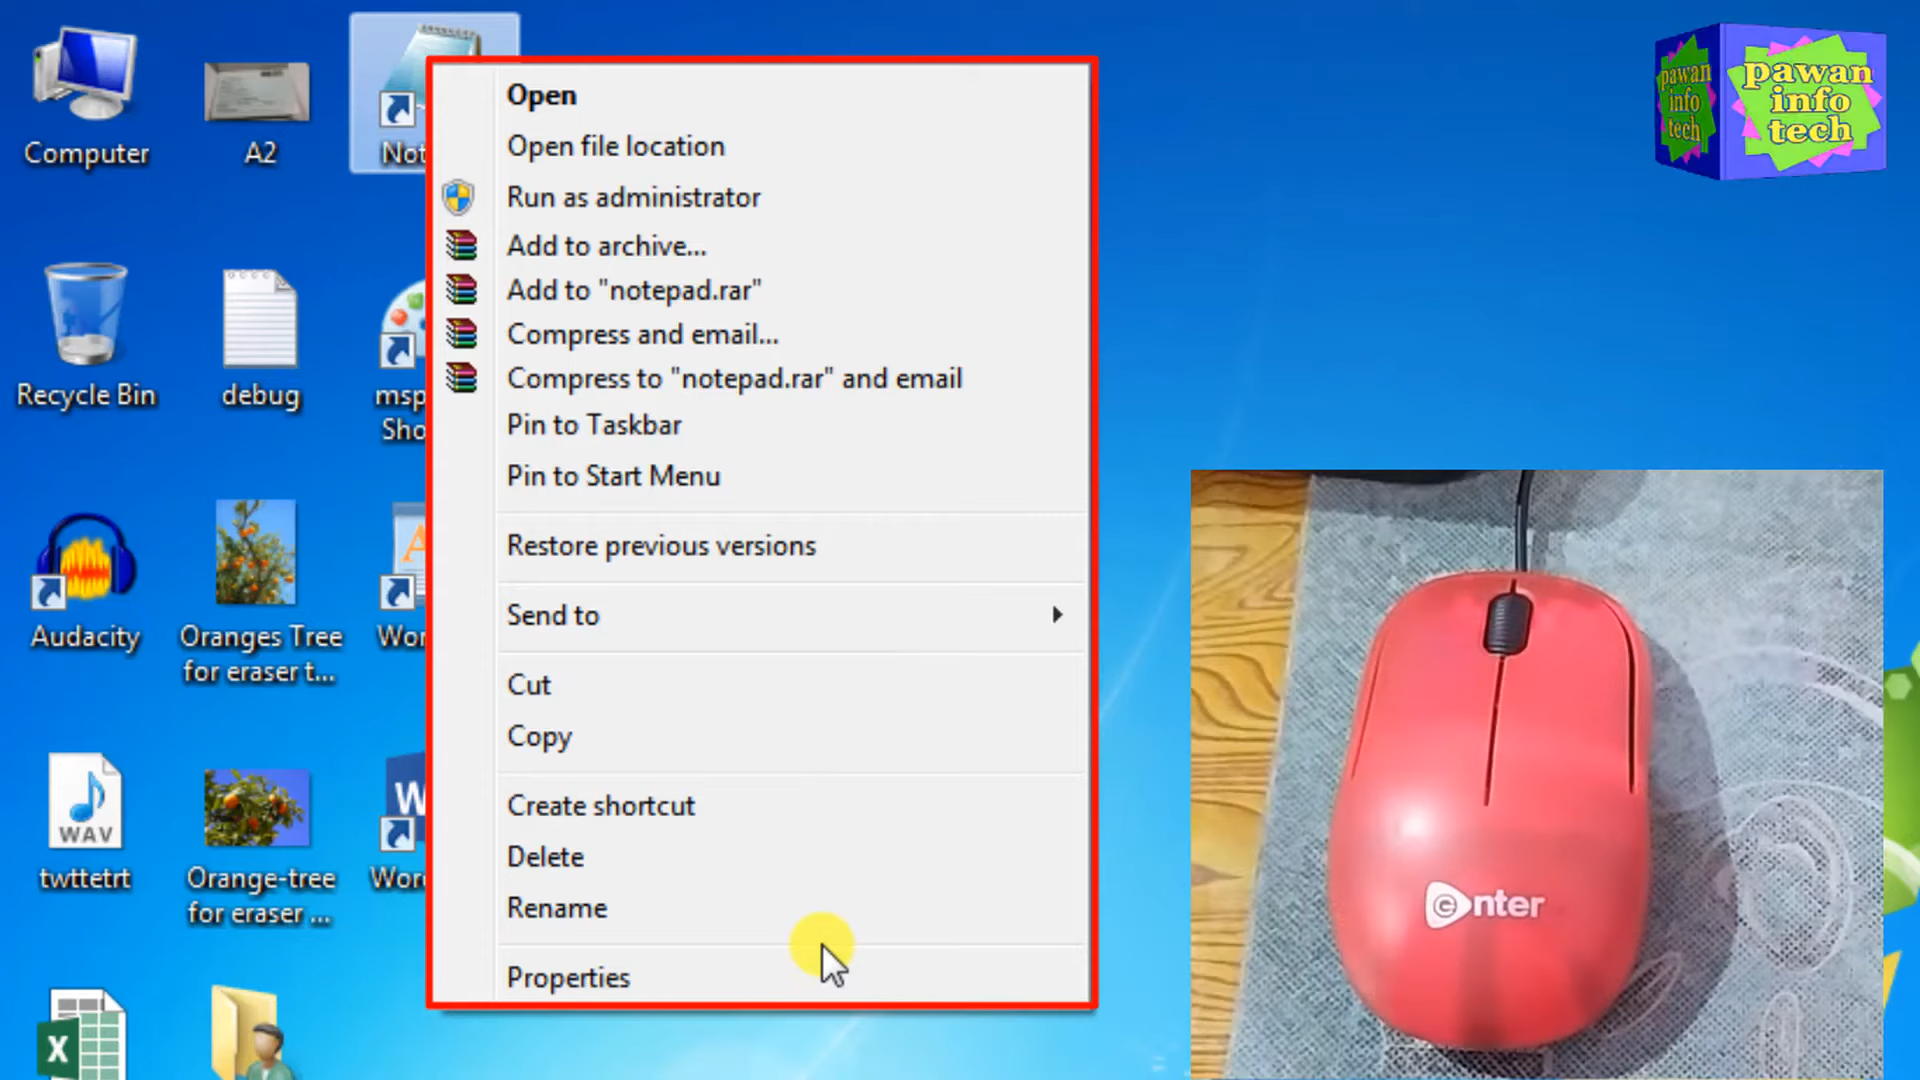 Computer
A2
Not
Recycle Bin
debug
msp
Sho
Audacity
Oranges Tree
for eraser t...
Wor
WAV
twttetrt
Orange-tree
for eraser ...
W
Wor
X
A
Open
Open file location
Run as administrator
Add to archive...
Add to "notepad.rar"
Compress and email...
Compress to "notepad.rar" and email
Pin to Taskbar
Pin to Start Menu
Restore previous versions
Send to
Cut
Copy
Create shortcut
Delete
Rename
Properties
pawan
info
tech
pawan
info
tech
enter